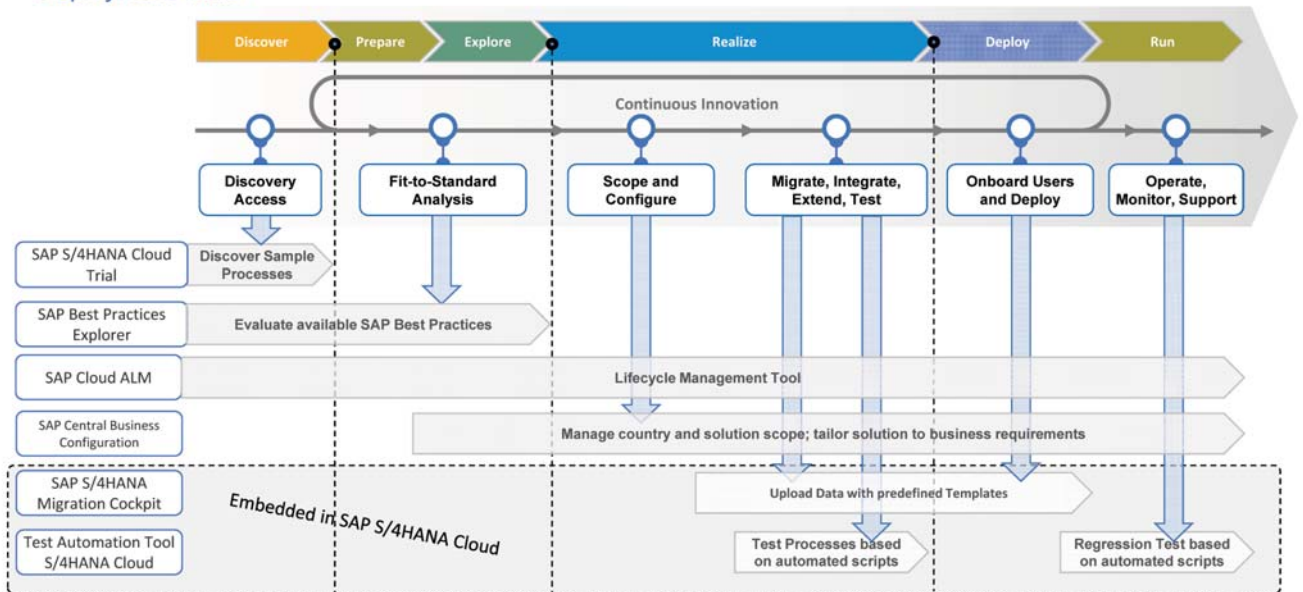 Discover
Prepare
Explore
Realize
Deploy
Run
Continuous Innovation
Discovery
Access
Fit-to-Standard
Analysis
Scope and
Configure
Migrate, Integrate,
Extend, Test
Onboard Users
and Deploy
Operate,
Monitor, Support
SAP S/4HANA Cloud
Trial
Discover Sample
Processes
SAP Best Practices
Explorer
Evaluate available SAP Best Practices
SAP Cloud ALM
Lifecycle Management Tool
SAP Central Business
Configuration
Manage country and solution scope; tailor solution to business requirements
SAP S/4HANA
Migration Cockpit
Upload Data with predefined Templates
Embedded in SAP S/4HANA Cloud
Test Automation Tool
S/4HANA Cloud
Test Processes based
on automated scripts
Regression Test based
on automated scripts